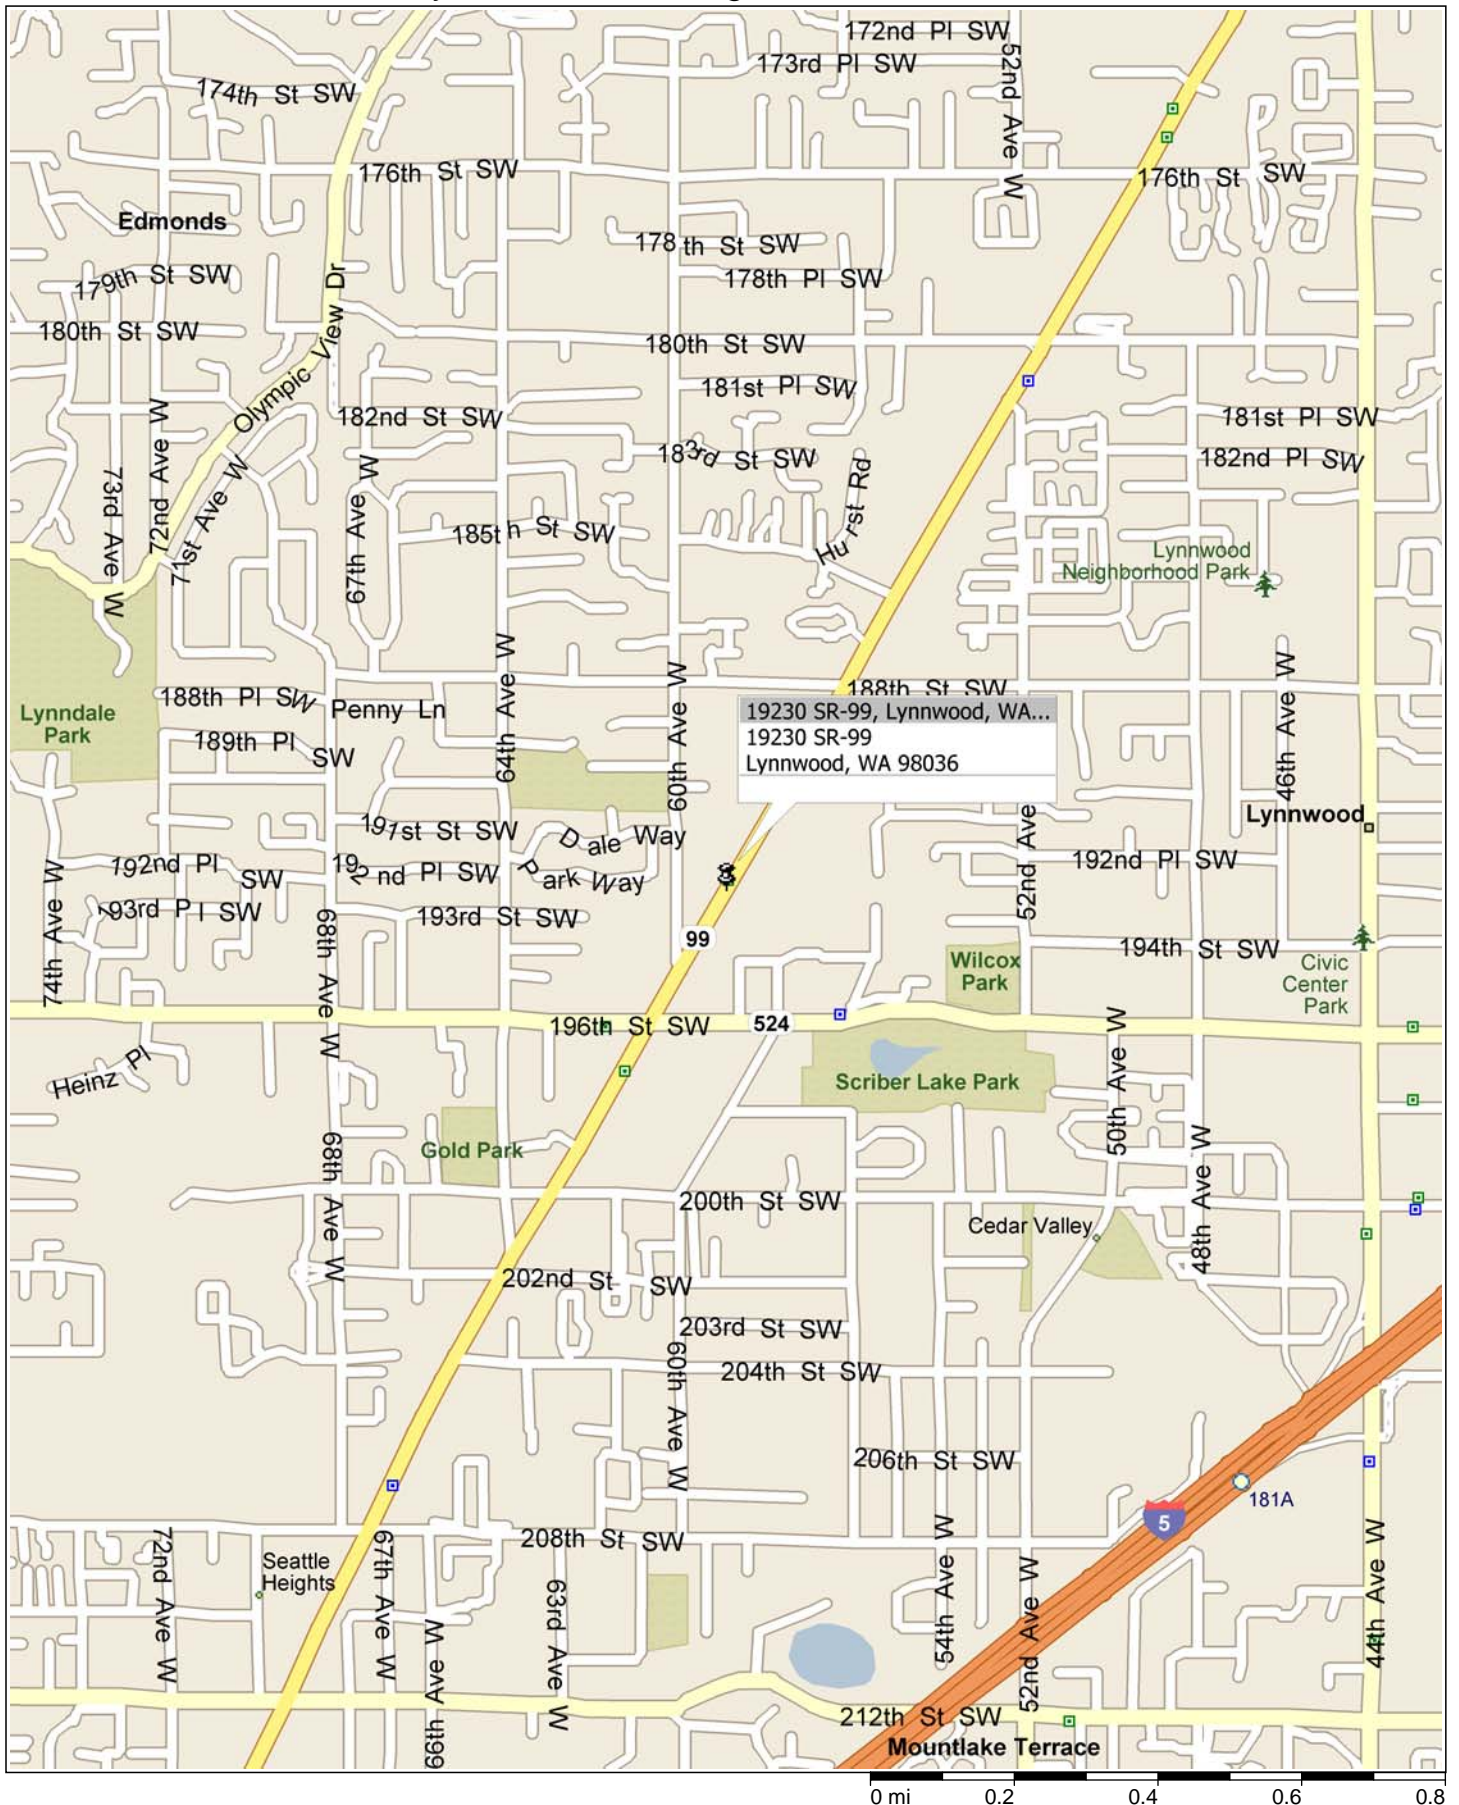 172nd Pl SW
173rd Pl SW
52nd Ave W
174th St SW
176th St SW
176th St SW
Edmonds
178th St SW
178th Pl SW
179th St SW
Olympic View Dr
180th St SW
180th St SW
181st Pl SW
181st Pl SW
182nd St SW
182nd Pl SW
183rd St SW
73rd Ave W
72nd Ave W
71st Ave W
67th Ave W
Hurst Rd
185th St SW
Lynnwood
Neighborhood Park
64th Ave W
60th Ave W
46th Ave W
188th St SW
188th Pl SW
Penny Ln
Lynndale
Park
19230 SR-99, Lynnwood, WA...
19230 SR-99
Lynnwood, WA 98036
189th Pl SW
Lynnwood
191st St SW
Dale Way
192nd Pl SW
192nd Pl SW
Park Way
192nd Pl SW
52nd Ave
74th Ave W
193rd Pl SW
68th Ave W
193rd St SW
99
194th St SW
Wilcox
Park
Civic
Center
Park
196th St SW
524
50th Ave W
Heinz Pl
Scriber Lake Park
Gold Park
68th Ave W
48th Ave W
200th St SW
Cedar Valley
202nd St SW
203rd St SW
60th Ave W
204th St SW
206th St SW
181A
5
208th St SW
72nd Ave W
Seattle
Heights
67th Ave W
66th Ave W
63rd Ave W
54th Ave W
52nd Ave W
44th Ave W
212th St SW
Mountlake Terrace
0 mi 0.2 0.4 0.6 0.8